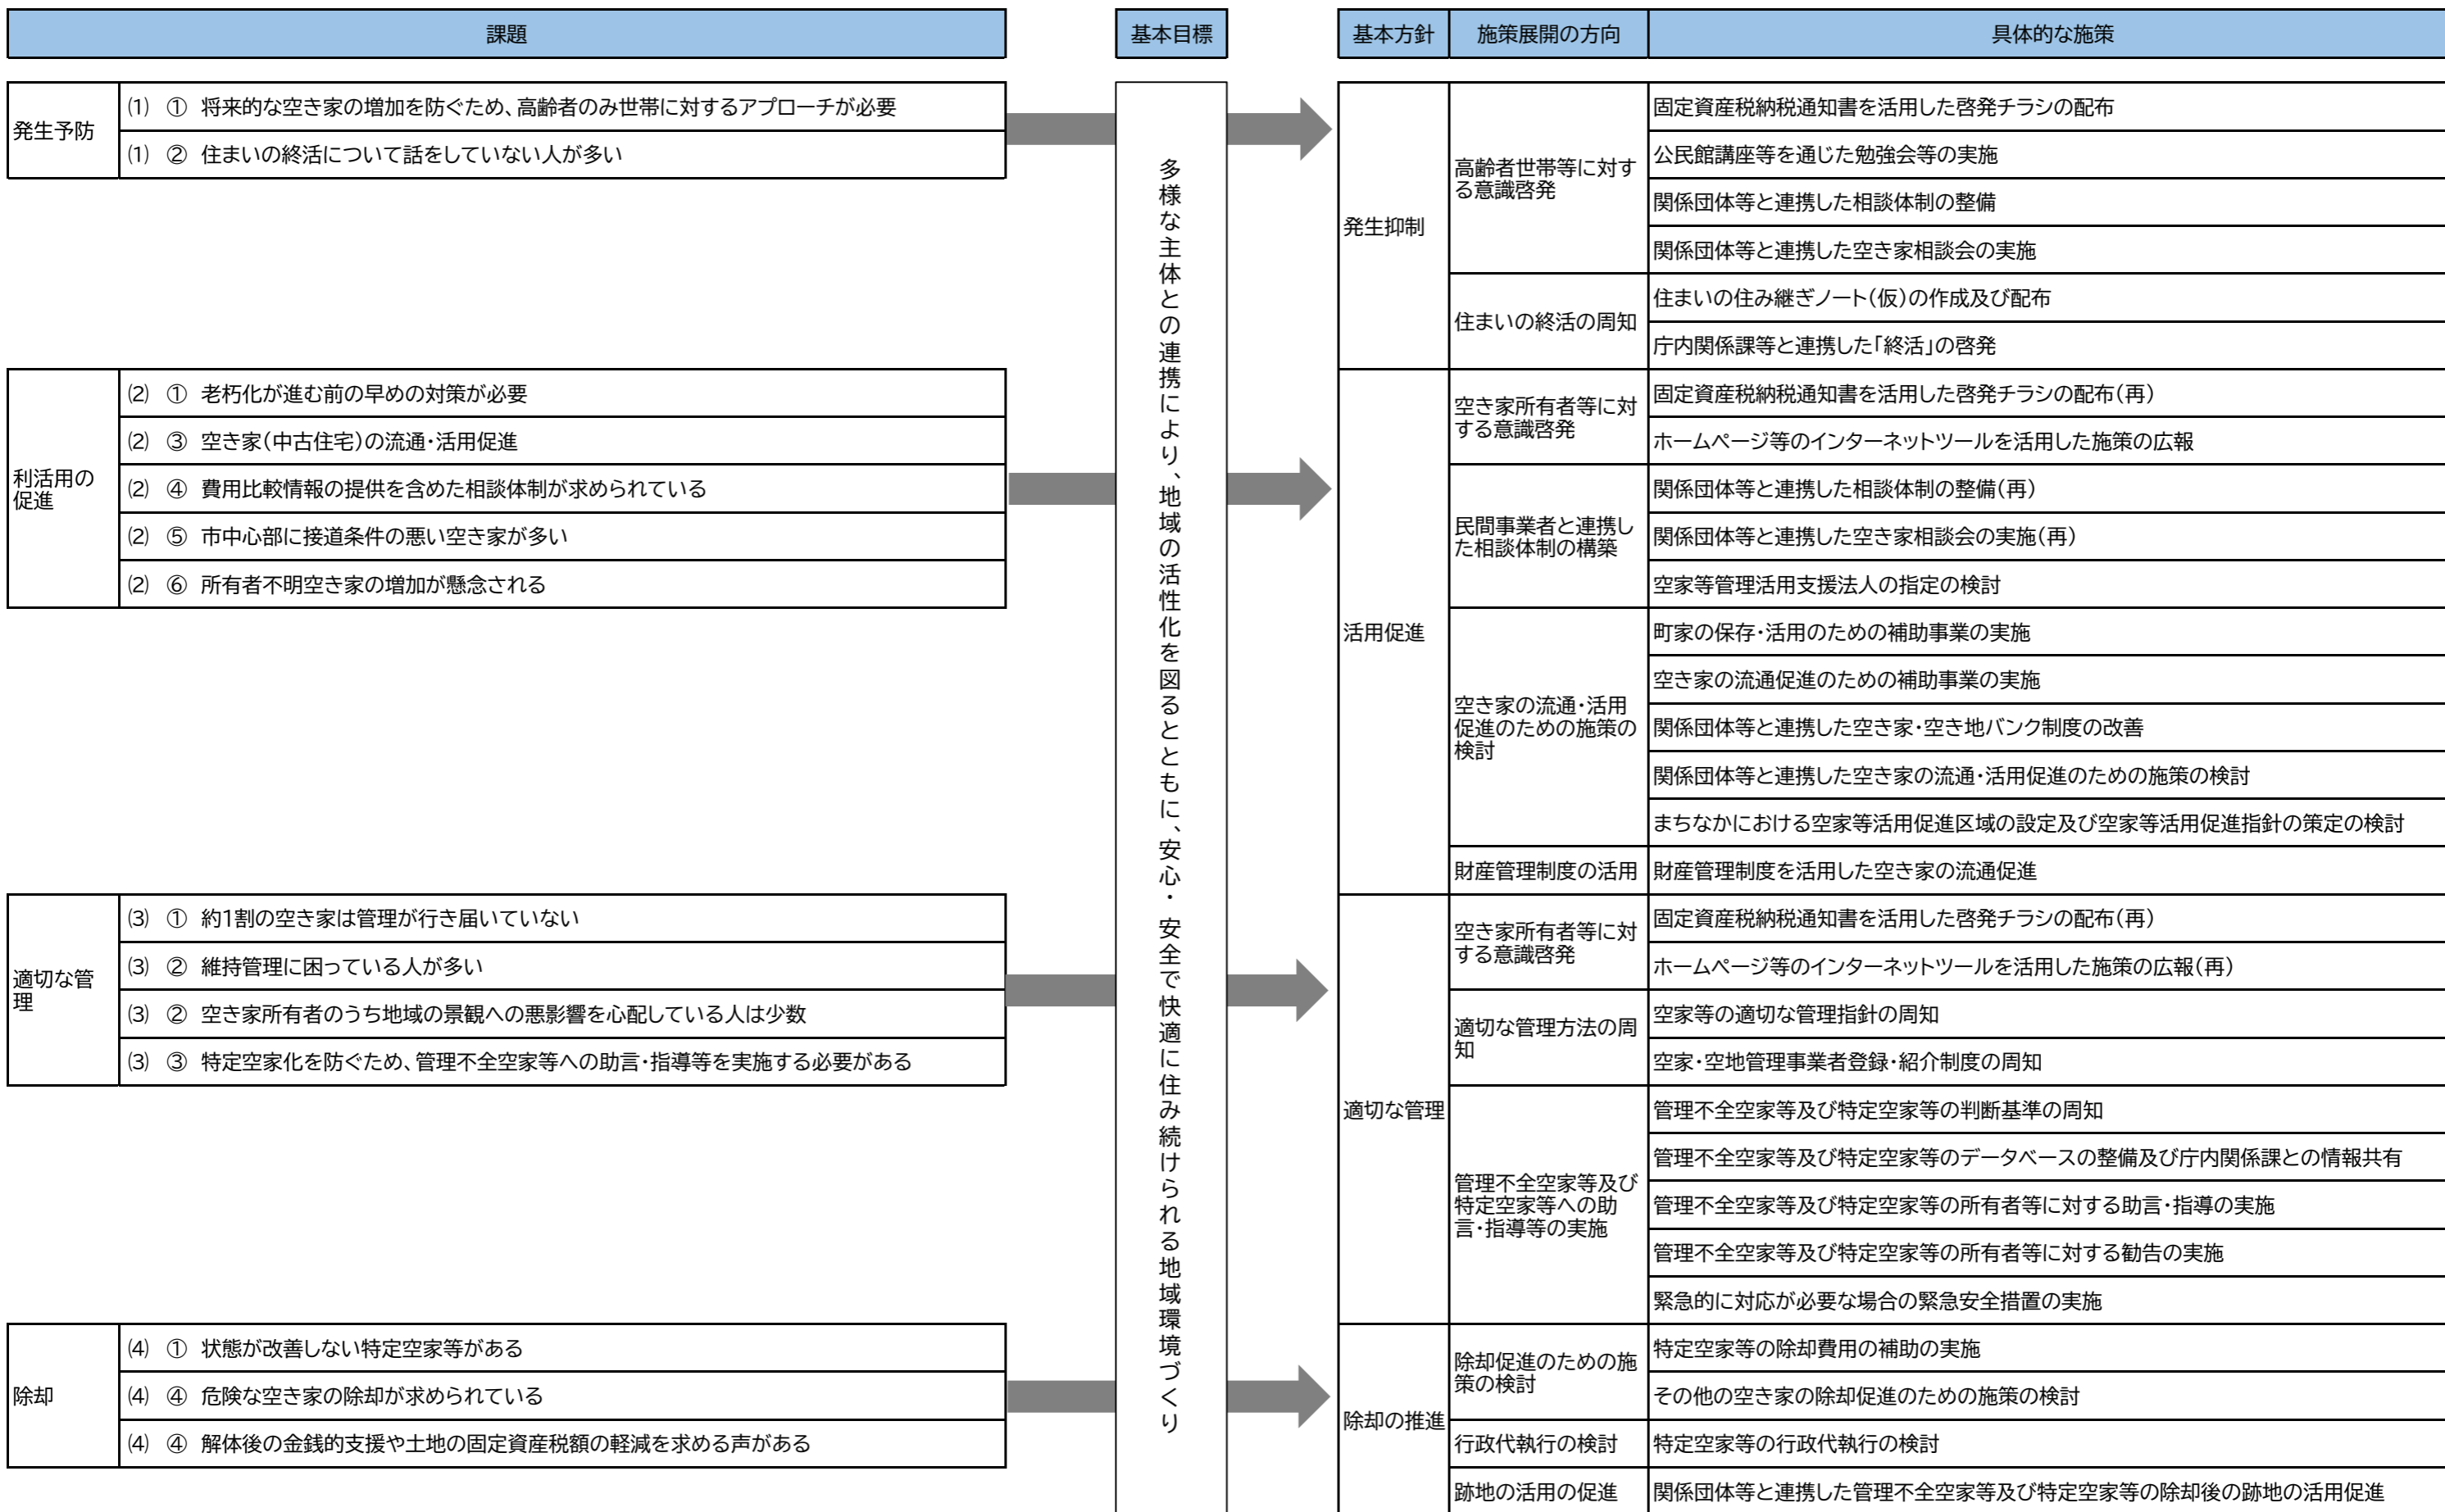 課題
基本目標
基本方針
施策展開の方向
具体的な施策
発生予防
⑴ ① 将来的な空き家の増加を防ぐため、高齢者のみ世帯に対するアプローチが必要
⑴ ② 住まいの終活について話をしていない人が多い
利活用の
促進
⑵ ① 老朽化が進む前の早めの対策が必要
⑵ ③ 空き家(中古住宅)の流通・活用促進
⑵ ④ 費用比較情報の提供を含めた相談体制が求められている
⑵ ⑤ 市中心部に接道条件の悪い空き家が多い
⑵ ⑥ 所有者不明空き家の増加が懸念される
適切な管
理
⑶ ① 約1割の空き家は管理が行き届いていない
⑶ ② 維持管理に困っている人が多い
⑶ ② 空き家所有者のうち地域の景観への悪影響を心配している人は少数
⑶ ③ 特定空家化を防ぐため、管理不全空家等への助言・指導等を実施する必要がある
除却
⑷ ① 状態が改善しない特定空家等がある
⑷ ④ 危険な空き家の除却が求められている
⑷ ④ 解体後の金銭的支援や土地の固定資産税額の軽減を求める声がある
多様な主体との連携により、地域の活性化を図るとともに、安心・安全で快適に住み続けられる地域環境づくり
発生抑制
高齢者世帯等に対す
る意識啓発
固定資産税納税通知書を活用した啓発チラシの配布
公民館講座等を通じた勉強会等の実施
関係団体等と連携した相談体制の整備
関係団体等と連携した空き家相談会の実施
住まいの終活の周知
住まいの住み継ぎノート(仮)の作成及び配布
庁内関係課等と連携した「終活」の啓発
活用促進
空き家所有者等に対
する意識啓発
固定資産税納税通知書を活用した啓発チラシの配布(再)
ホームページ等のインターネットツールを活用した施策の広報
民間事業者と連携し
た相談体制の構築
関係団体等と連携した相談体制の整備(再)
関係団体等と連携した空き家相談会の実施(再)
空家等管理活用支援法人の指定の検討
空き家の流通・活用
促進のための施策の
検討
町家の保存・活用のための補助事業の実施
空き家の流通促進のための補助事業の実施
関係団体等と連携した空き家・空き地バンク制度の改善
関係団体等と連携した空き家の流通・活用促進のための施策の検討
まちなかにおける空家等活用促進区域の設定及び空家等活用促進指針の策定の検討
財産管理制度の活用
財産管理制度を活用した空き家の流通促進
適切な管理
空き家所有者等に対
する意識啓発
固定資産税納税通知書を活用した啓発チラシの配布(再)
ホームページ等のインターネットツールを活用した施策の広報(再)
適切な管理方法の周
知
空家等の適切な管理指針の周知
空家・空地管理事業者登録・紹介制度の周知
管理不全空家等及び
特定空家等への助
言・指導等の実施
管理不全空家等及び特定空家等の判断基準の周知
管理不全空家等及び特定空家等のデータベースの整備及び庁内関係課との情報共有
管理不全空家等及び特定空家等の所有者等に対する助言・指導の実施
管理不全空家等及び特定空家等の所有者等に対する勧告の実施
緊急的に対応が必要な場合の緊急安全措置の実施
除却の推進
除却促進のための施
策の検討
特定空家等の除却費用の補助の実施
その他の空き家の除却促進のための施策の検討
行政代執行の検討
特定空家等の行政代執行の検討
跡地の活用の促進
関係団体等と連携した管理不全空家等及び特定空家等の除却後の跡地の活用促進